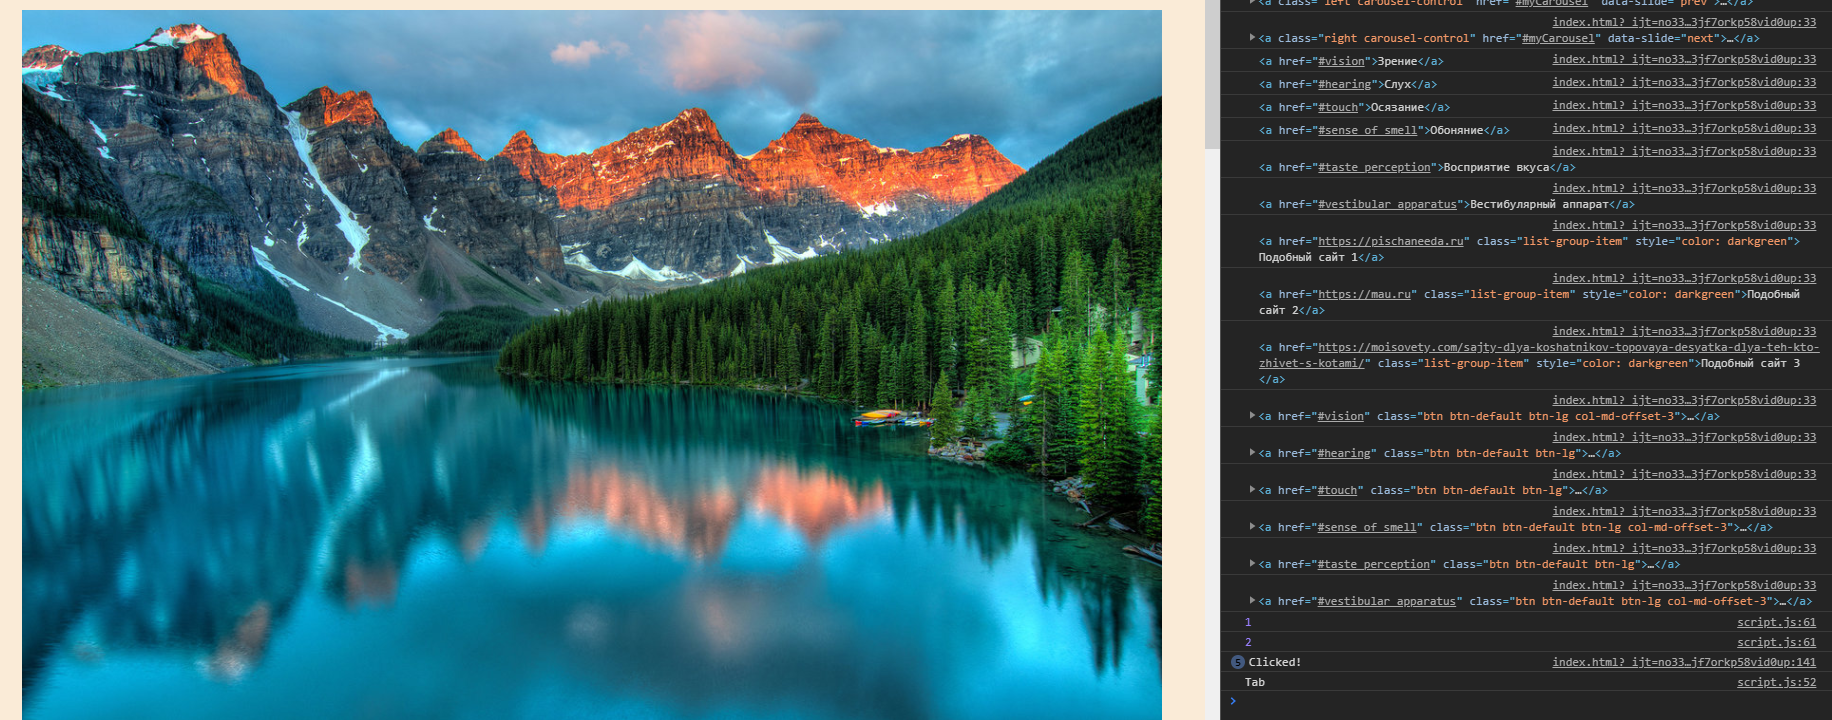 <a class="left carousel-control" href="#myCarousel" data-slide="prev">…</a>
index.html?_ijt=no33…3jf7orkp58vid0up:33
<a class="right carousel-control" href="#myCarousel" data-slide="next">…</a>
<a href="#vision">Зрение</a> index.html?_ijt=no33…3jf7orkp58vid0up:33
<a href="#hearing">Слух</a> index.html?_ijt=no33…3jf7orkp58vid0up:33
<a href="#touch">Осязание</a> index.html?_ijt=no33…3jf7orkp58vid0up:33
<a href="#sense_of_smell">Обоняние</a> index.html?_ijt=no33…3jf7orkp58vid0up:33
index.html?_ijt=no33…3jf7orkp58vid0up:33
<a href="#taste_perception">Восприятие вкуса</a>
index.html?_ijt=no33…3jf7orkp58vid0up:33
<a href="#vestibular_apparatus">Вестибулярный аппарат</a>
index.html?_ijt=no33…3jf7orkp58vid0up:33
<a href="https://pischaneeda.ru" class="list-group-item" style="color: darkgreen">
Подобный сайт 1</a>
index.html?_ijt=no33…3jf7orkp58vid0up:33
<a href="https://mau.ru" class="list-group-item" style="color: darkgreen">Подобный
сайт 2</a>
index.html?_ijt=no33…3jf7orkp58vid0up:33
<a href="https://moisovety.com/sajty-dlya-koshatnikov-topovaya-desyatka-dlya-teh-kto-
zhivet-s-kotami/" class="list-group-item" style="color: darkgreen">Подобный сайт 3
</a>
index.html?_ijt=no33…3jf7orkp58vid0up:33
<a href="#vision" class="btn btn-default btn-lg col-md-offset-3">…</a>
index.html?_ijt=no33…3jf7orkp58vid0up:33
<a href="#hearing" class="btn btn-default btn-lg">…</a>
index.html?_ijt=no33…3jf7orkp58vid0up:33
<a href="#touch" class="btn btn-default btn-lg">…</a>
index.html?_ijt=no33…3jf7orkp58vid0up:33
<a href="#sense_of_smell" class="btn btn-default btn-lg col-md-offset-3">…</a>
index.html?_ijt=no33…3jf7orkp58vid0up:33
<a href="#taste_perception" class="btn btn-default btn-lg">…</a>
index.html?_ijt=no33…3jf7orkp58vid0up:33
<a href="#vestibular_apparatus" class="btn btn-default btn-lg col-md-offset-3">…</a>
1 script.js:61
2 script.js:61
5 Clicked! index.html?_ijt=no33…jf7orkp58vid0up:141
Tab script.js:52